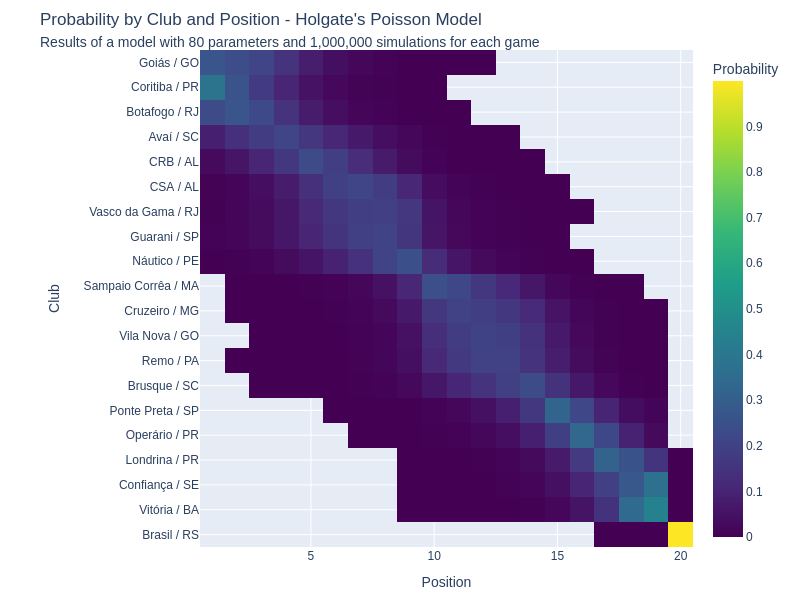 Probability by Club and Position - Holgate's Poisson Model
Results of a model with 80 parameters and 1,000,000 simulations for each game
Probability
Goiás / GO
Coritiba / PR
Botafogo / RJ
Avaí / SC
CRB / AL
CSA / AL
Vasco da Gama / RJ
Guarani / SP
Náutico / PE
Sampaio Corrêa / MA
Cruzeiro / MG
Vila Nova / GO
Remo / PA
Brusque / SC
Ponte Preta / SP
Operário / PR
Londrina / PR
Confiança / SE
Vitória / BA
Brasil / RS
Club
5
10
15
20
Position
0.9
0.8
0.7
0.6
0.5
0.4
0.3
0.2
0.1
0